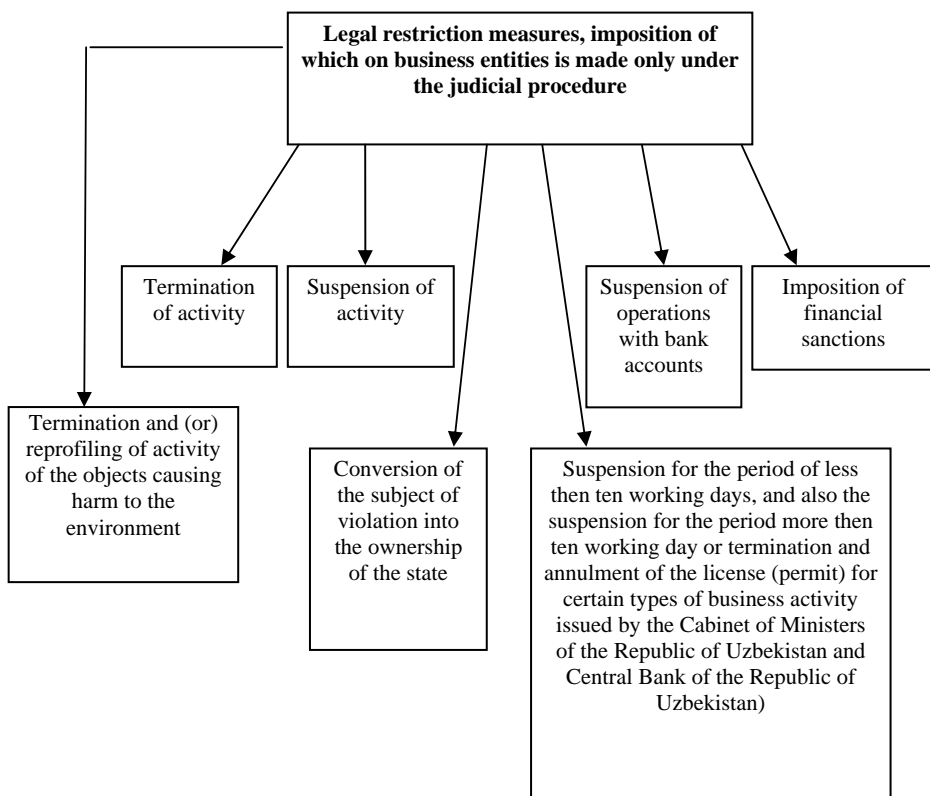 Legal restriction measures, imposition of
which on business entities is made only under
the judicial procedure
Termination
of activity
Suspension of
activity
Suspension of
operations
with bank
accounts
Imposition of
financial
sanctions
Termination and (or)
reprofiling of activity
of the objects causing
harm to the
environment
Conversion of
the subject of
violation into
the ownership
of the state
Suspension for the period of less
then ten working days, and also the
suspension for the period more then
ten working day or termination and
annulment of the license (permit) for
certain types of business activity
issued by the Cabinet of Ministers
of the Republic of Uzbekistan and
Central Bank of the Republic of
Uzbekistan)